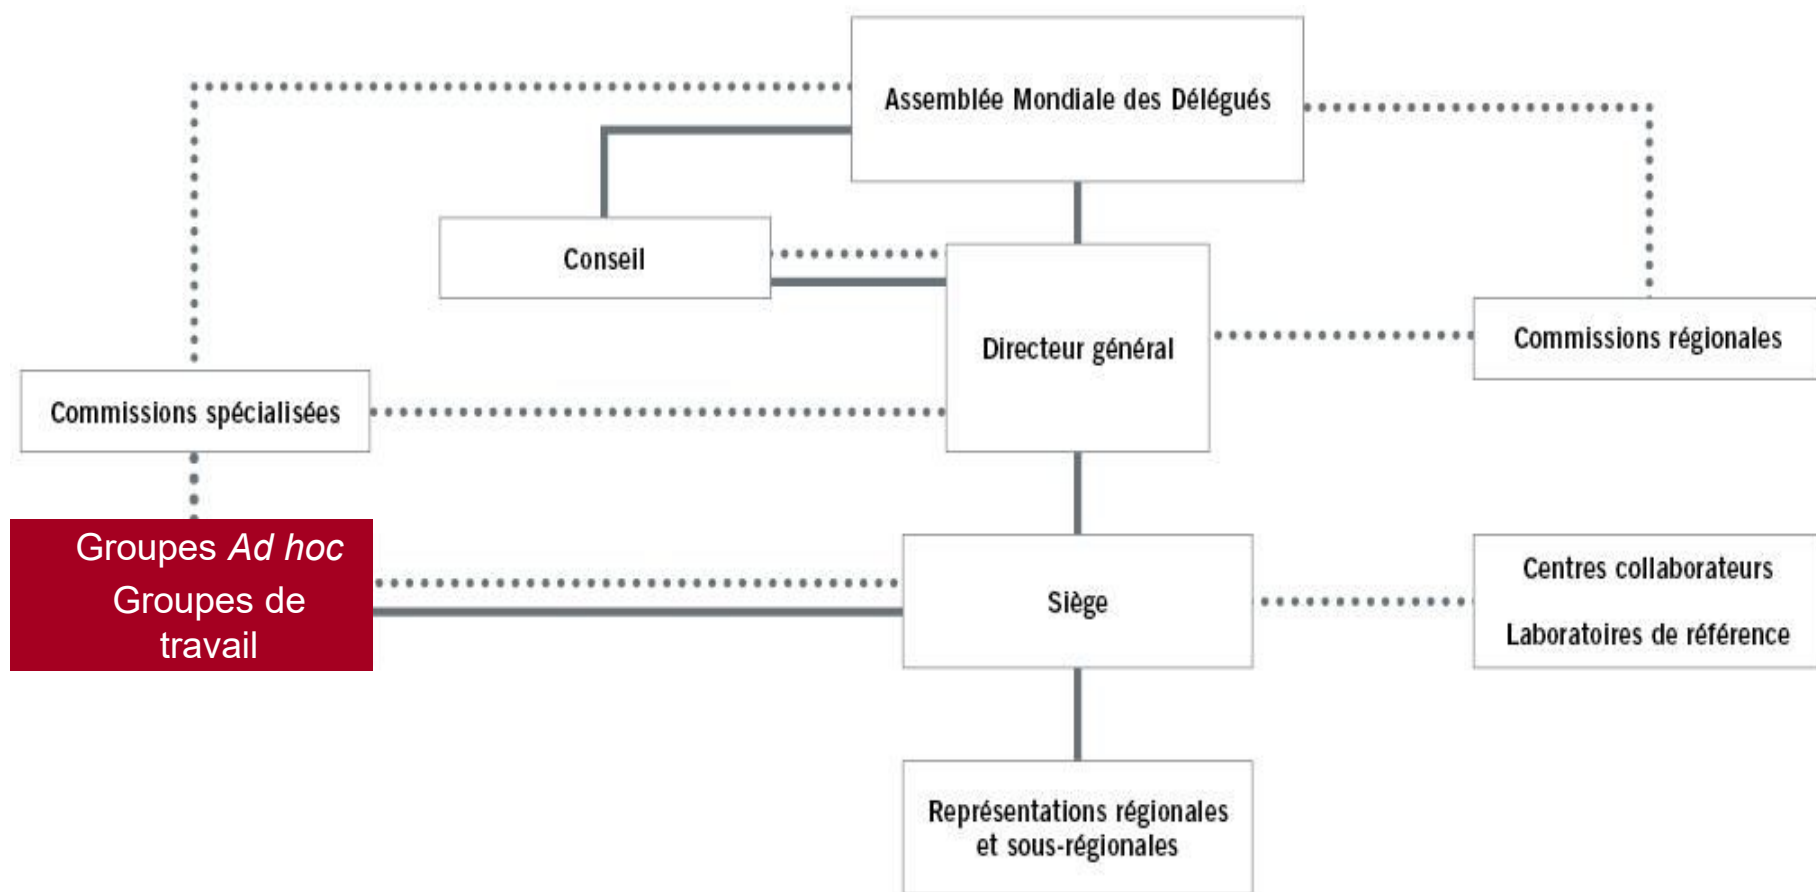 Assemblée Mondiale des Délégués
Conseil
Directeur général
Commissions régionales
Commissions spécialisées
Groupes Ad hoc
Groupes de
travail
Siège
Centres collaborateurs
Laboratoires de référence
Représentations régionales
et sous-régionales